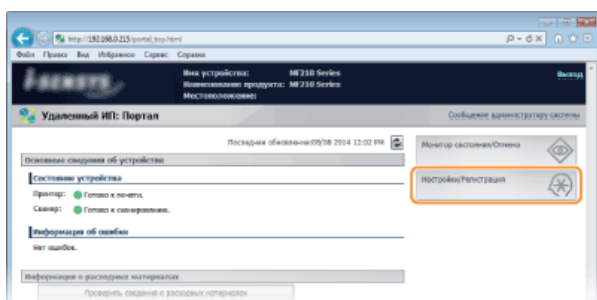 http://192.168.0.215/portal_top.html
Файл Правка Вид Избранное Сервис Справка
Имя устройства: MF210 Series
Наименование продукта: MF210 Series
Местоположение:
Выход
Удаленный ИП: Портал
Сообщение администратору системы
Последнее обновление:09/08 2014 12:02 PM
Монитор состояния/Отмена
Основные сведения об устройстве
Настройки/Регистрация
Состояние устройства
Принтер: Готово к печати.
Сканер: Готово к сканированию.
Информация об ошибке
Нет ошибок.
Информация о расходных материалах
Проверить сведения о расходных материалах